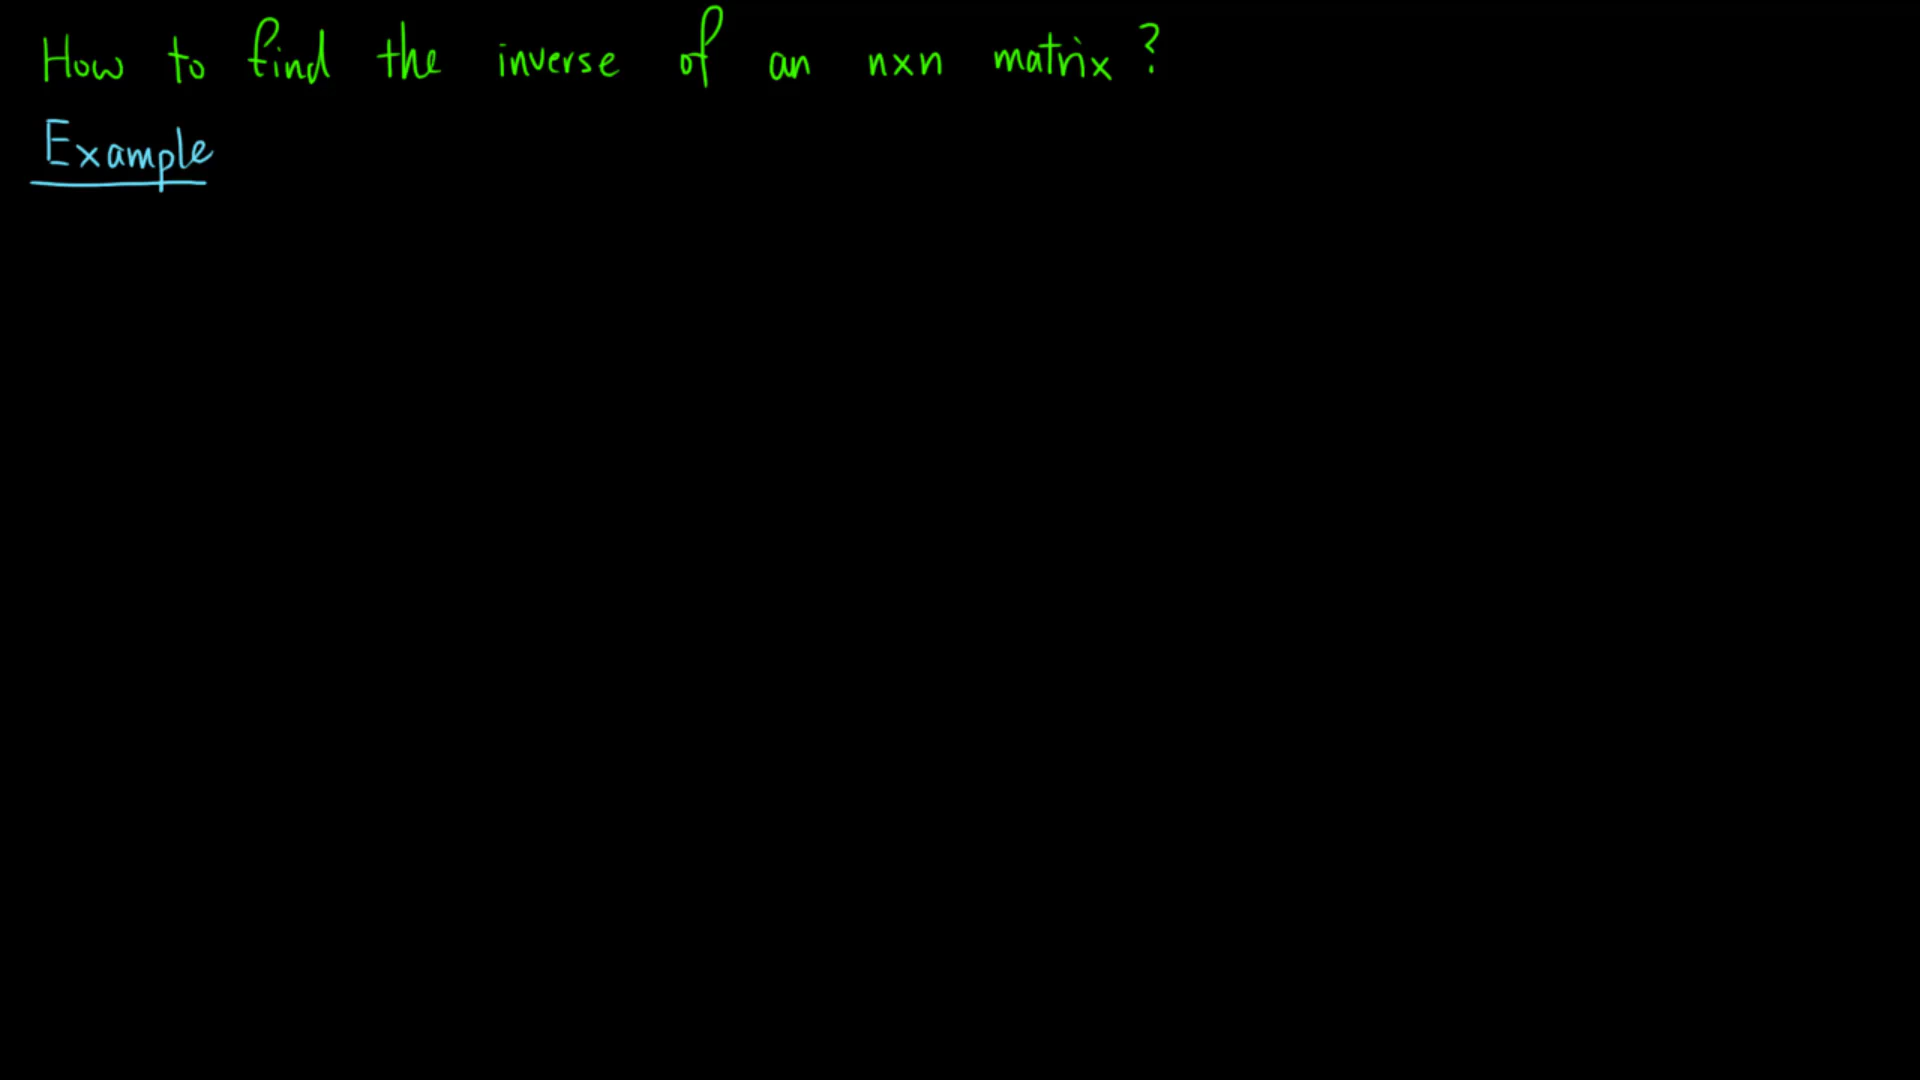 How to find the inverse of an nxn matrix?
Example